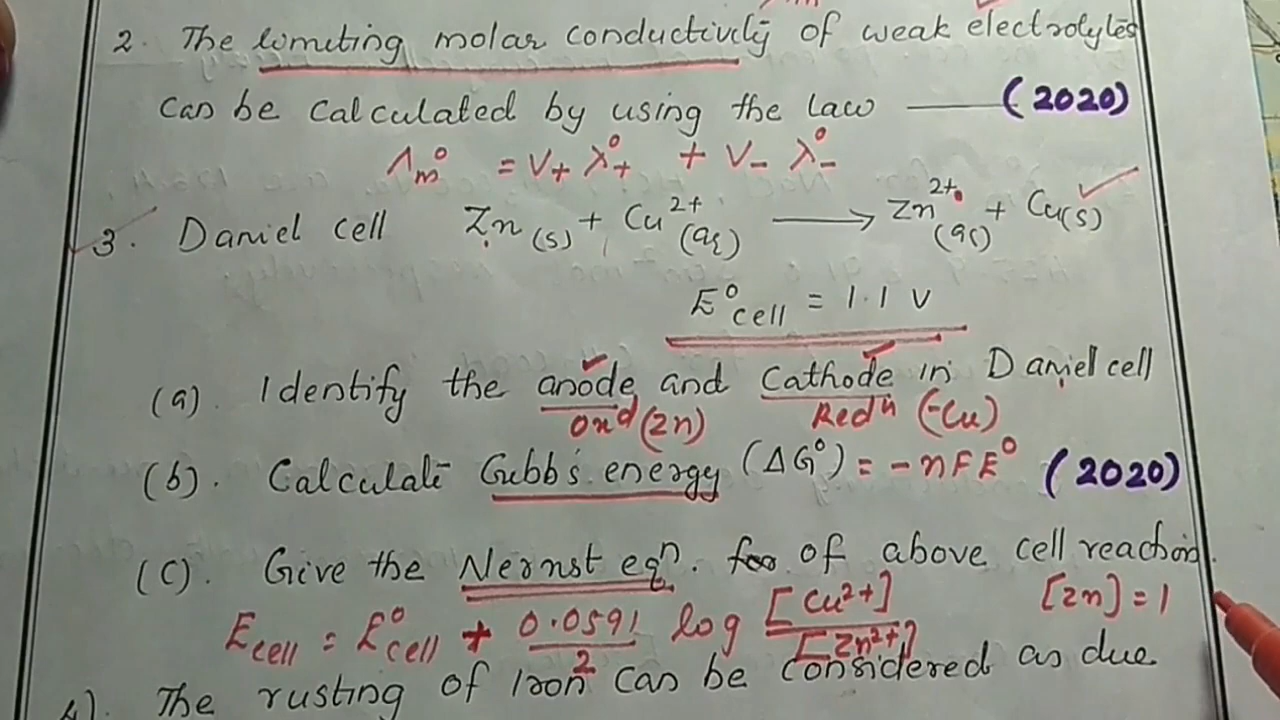 2. The limiting molar conductivity of weak electrolytes
can be calculated by using the law —— (2020)
Λm° = V+ λ°+ + V- λ°-
3. Daniel cell Zn(s) + Cu2+(aq) ⟶ Zn2+(aq) + Cu(s)
E°cell = 1.1 V
(a). Identify the anode and Cathode in Daniel cell
Oxd (Zn) Redn (Cu)
(b). Calculate Gibb's energy (ΔG°) = -nFE° (2020)
(C). Give the Nernst eqn. for of above cell reaction.
Ecell = E°cell + 0.0591/2 log [Cu2+]/[Zn2+] [Zn] = 1
4). The rusting of Iron can be considered as due